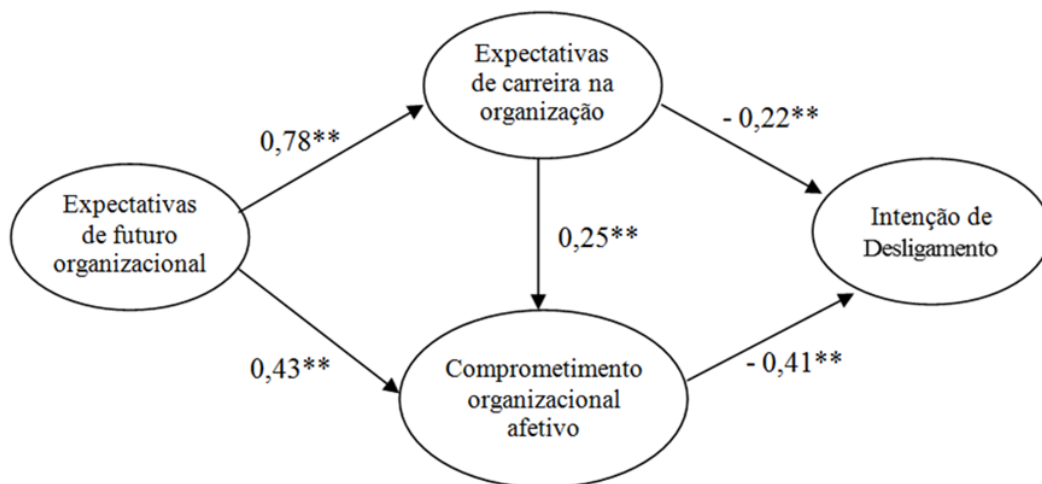 Expectativas
de carreira na
organização
0,78**
- 0,22**
Expectativas
de futuro
organizacional
0,25**
Intenção de
Desligamento
0,43**
Comprometimento
organizacional
afetivo
- 0,41**